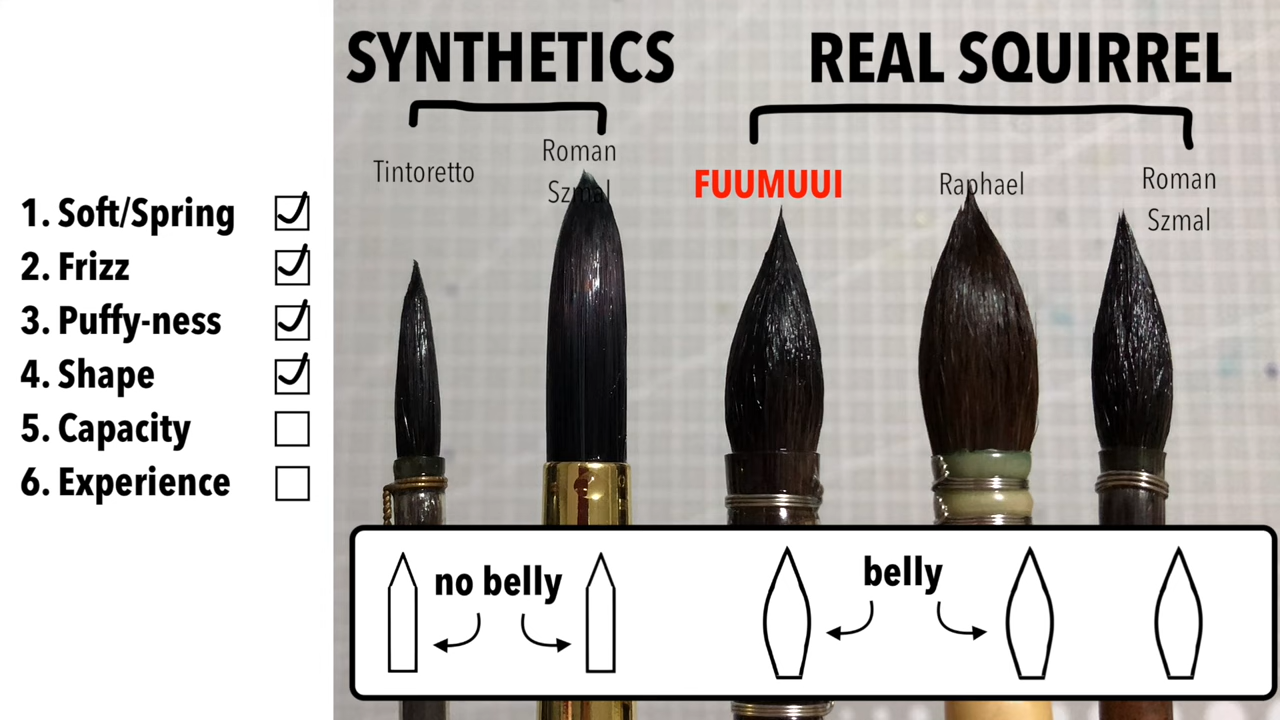 SYNTHETICS
REAL SQUIRREL
Tintoretto
Roman
Szmal
FUUMUUI
Raphael
Roman
Szmal
1. Soft/Spring
2. Frizz
3. Puffy-ness
4. Shape
5. Capacity
6. Experience
no belly
belly